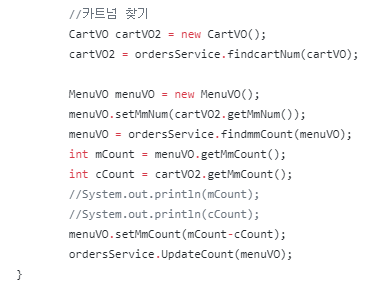 //카트넘 찾기
CartVO cartVO2 = new CartVO();
cartVO2 = ordersService.findcartNum(cartVO);
MenuVO menuVO = new MenuVO();
menuVO.setMmNum(cartVO2.getMmNum());
menuVO = ordersService.findmmCount(menuVO);
int mCount = menuVO.getMmCount();
int cCount = cartVO2.getMmCount();
//System.out.println(mCount);
//System.out.println(cCount);
menuVO.setMmCount(mCount-cCount);
ordersService.UpdateCount(menuVO);
}